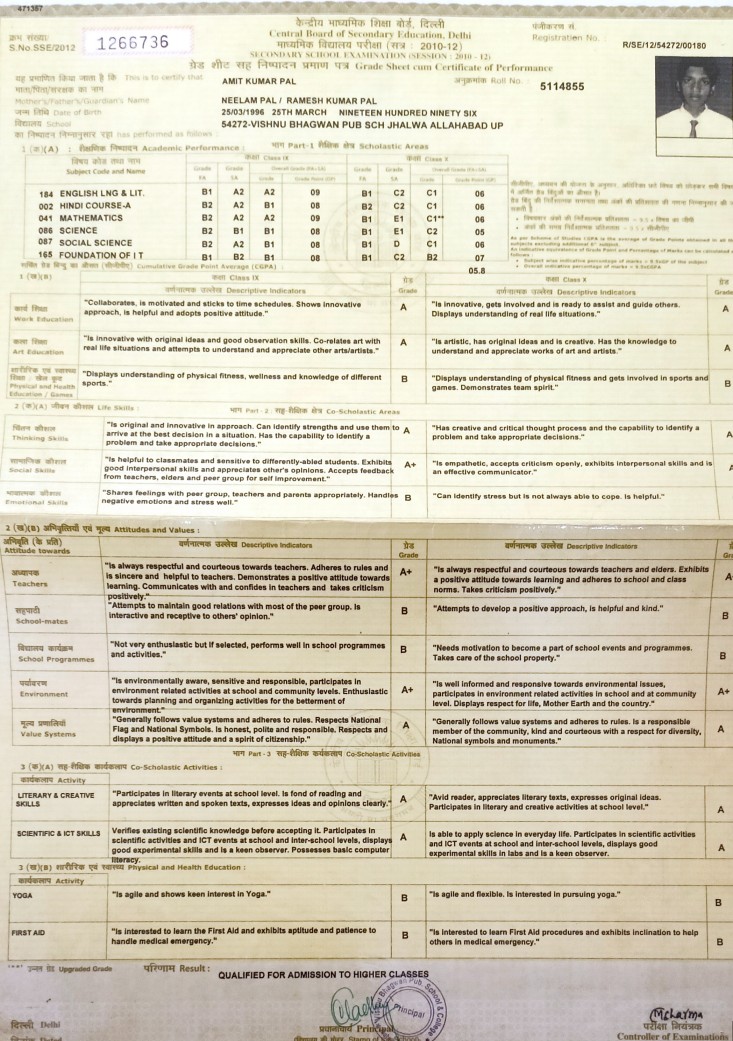 471387
केन्द्रीय माध्यमिक शिक्षा बोर्ड, दिल्ली
Central Board of Secondary Education, Delhi
माध्यमिक विद्यालय परीक्षा (सत्र : 2010-12)
SECONDARY SCHOOL EXAMINATION (SESSION : 2010 - 12)
क्रम संख्या
S.No.SSE/2012 1266736
पंजीकरण सं.
Registration No. R/SE/12/54272/00180
ग्रेड शीट सह निष्पादन प्रमाण पत्र Grade Sheet cum Certificate of Performance
यह प्रमाणित किया जाता है कि This is to certify that AMIT KUMAR PAL अनुक्रमांक Roll No. 5114855
माता/पिता/संरक्षक का नाम
Mother's/Father's/Guardian's Name NEELAM PAL / RAMESH KUMAR PAL
जन्म तिथि Date of Birth 25/03/1996 25TH MARCH NINETEEN HUNDRED NINETY SIX
विद्यालय School 54272-VISHNU BHAGWAN PUB SCH JHALWA ALLAHABAD UP
का निष्पादन निम्नानुसार रहा has performed as follows :
1 (क)(A) : शैक्षणिक निष्पादन Academic Performance : भाग Part-1 शैक्षिक क्षेत्र Scholastic Areas
विषय कोड तथा नाम
Subject Code and Name
कक्षा Class IX
कक्षा Class X
Grade FA Grade SA Overall Grade (FA+SA) Grade Grade Point (GP) Grade FA Grade SA Overall Grade (FA+SA) Grade Grade Point (GP)
184 ENGLISH LNG & LIT. B1 A2 A2 09 B1 C2 C1 06
002 HINDI COURSE-A B2 A2 B1 08 B2 C2 C1 06
041 MATHEMATICS B1 A2 A2 09 B1 E1 C1** 06
086 SCIENCE B2 B1 B1 08 B1 E1 C2 05
087 SOCIAL SCIENCE B2 A2 B1 08 B1 D C1 06
165 FOUNDATION OF I T B1 B2 B1 08 B1 C2 B2 07
Cumulative Grade Point Average (CGPA) 05.8
1 (ख)(B) कक्षा Class IX कक्षा Class X
वर्णनात्मक उल्लेख Descriptive Indicators ग्रेड Grade वर्णनात्मक उल्लेख Descriptive Indicators ग्रेड Grade
कार्य शिक्षा
Work Education
"Collaborates, is motivated and sticks to time schedules. Shows innovative
approach, is helpful and adopts positive attitude." A
"Is innovative, gets involved and is ready to assist and guide others.
Displays understanding of real life situations." A
कला शिक्षा
Art Education
"Is innovative with original ideas and good observation skills. Co-relates art with
real life situations and attempts to understand and appreciate other arts/artists." A
"Is artistic, has original ideas and is creative. Has the knowledge to
understand and appreciate works of art and artists." A
शारीरिक एवं स्वास्थ्य शिक्षा / खेल कूद
Physical and Health
Education / Games
"Displays understanding of physical fitness, wellness and knowledge of different
sports." B
"Displays understanding of physical fitness and gets involved in sports and
games. Demonstrates team spirit." B
2 (क)(A) जीवन कौशल Life Skills : भाग Part - 2 सह-शैक्षिक क्षेत्र Co-Scholastic Areas
चिंतन कौशल
Thinking Skills
"Is original and innovative in approach. Can identify strengths and use them to
arrive at the best decision in a situation. Has the capability to identify a
problem and take appropriate decisions." A
"Has creative and critical thought process and the capability to identify a
problem and take appropriate decisions." A
सामाजिक कौशल
Social Skills
"Is helpful to classmates and sensitive to differently-abled students. Exhibits
good interpersonal skills and appreciates other's opinions. Accepts feedback
from teachers, elders and peer group for self improvement." A+
"Is empathetic, accepts criticism openly, exhibits interpersonal skills and is
an effective communicator."
भावात्मक कौशल
Emotional Skills
"Shares feelings with peer group, teachers and parents appropriately. Handles
negative emotions and stress well." B
"Can identify stress but is not always able to cope. Is helpful."
2 (ख)(B) अभिवृत्तियाँ एवं मूल्य Attitudes and Values :
अभिवृति (के प्रति)
Attitude towards
वर्णनात्मक उल्लेख Descriptive Indicators ग्रेड Grade वर्णनात्मक उल्लेख Descriptive Indicators
अध्यापक
Teachers
"Is always respectful and courteous towards teachers. Adheres to rules and
is sincere and helpful to teachers. Demonstrates a positive attitude towards
learning. Communicates with and confides in teachers and takes criticism
positively." A+
"Is always respectful and courteous towards teachers and elders. Exhibits
a positive attitude towards learning and adheres to school and class
norms. Takes criticism positively." A+
सहपाठी
School-mates
"Attempts to maintain good relations with most of the peer group. Is
interactive and receptive to others' opinion." B
"Attempts to develop a positive approach, is helpful and kind." B
विद्यालय कार्यक्रम
School Programmes
"Not very enthusiastic but if selected, performs well in school programmes
and activities." B
"Needs motivation to become a part of school events and programmes.
Takes care of the school property." B
पर्यावरण
Environment
"Is environmentally aware, sensitive and responsible, participates in
environment related activities at school and community levels. Enthusiastic
towards planning and organizing activities for the betterment of
environment." A+
"Is well informed and responsive towards environmental issues,
participates in environment related activities in school and at community
level. Displays respect for life, Mother Earth and the country." A+
मूल्य प्रणालियाँ
Value Systems
"Generally follows value systems and adheres to rules. Respects National
Flag and National Symbols. Is honest, polite and responsible. Respects and
displays a positive attitude and a spirit of citizenship." A
"Generally follows value systems and adheres to rules. Is a responsible
member of the community, kind and courteous with a respect for diversity,
National symbols and monuments." A
भाग Part - 3 सह-शैक्षिक कार्यकलाप Co-Scholastic Activities
3 (क)(A) सह-शैक्षिक कार्यकलाप Co-Scholastic Activities :
कार्यकलाप Activity
LITERARY & CREATIVE
SKILLS
"Participates in literary events at school level. Is fond of reading and
appreciates written and spoken texts, expresses ideas and opinions clearly." A
"Avid reader, appreciates literary texts, expresses original ideas.
Participates in literary and creative activities at school level." A
SCIENTIFIC & ICT SKILLS
Verifies existing scientific knowledge before accepting it. Participates in
scientific activities and ICT events at school and inter-school levels, displays
good experimental skills and is a keen observer. Possesses basic computer
literacy. A
Is able to apply science in everyday life. Participates in scientific activities
and ICT events at school and inter-school levels, displays good
experimental skills in labs and is a keen observer. A
3 (ख)(B) शारीरिक एवं स्वास्थ्य Physical and Health Education :
कार्यकलाप Activity
YOGA "Is agile and shows keen interest in Yoga." B "Is agile and flexible. Is interested in pursuing yoga." B
FIRST AID
"Is interested to learn the First Aid and exhibits aptitude and patience to
handle medical emergency." B
"Is interested to learn First Aid procedures and exhibits inclination to help
others in medical emergency." B
"**" उन्नत ग्रेड Upgraded Grade परिणाम Result : QUALIFIED FOR ADMISSION TO HIGHER CLASSES
Bhagwan Pub. School & College
Principal
दिल्ली Delhi
प्रधानाचार्य Principal
परीक्षा नियंत्रक
Controller of Examinations